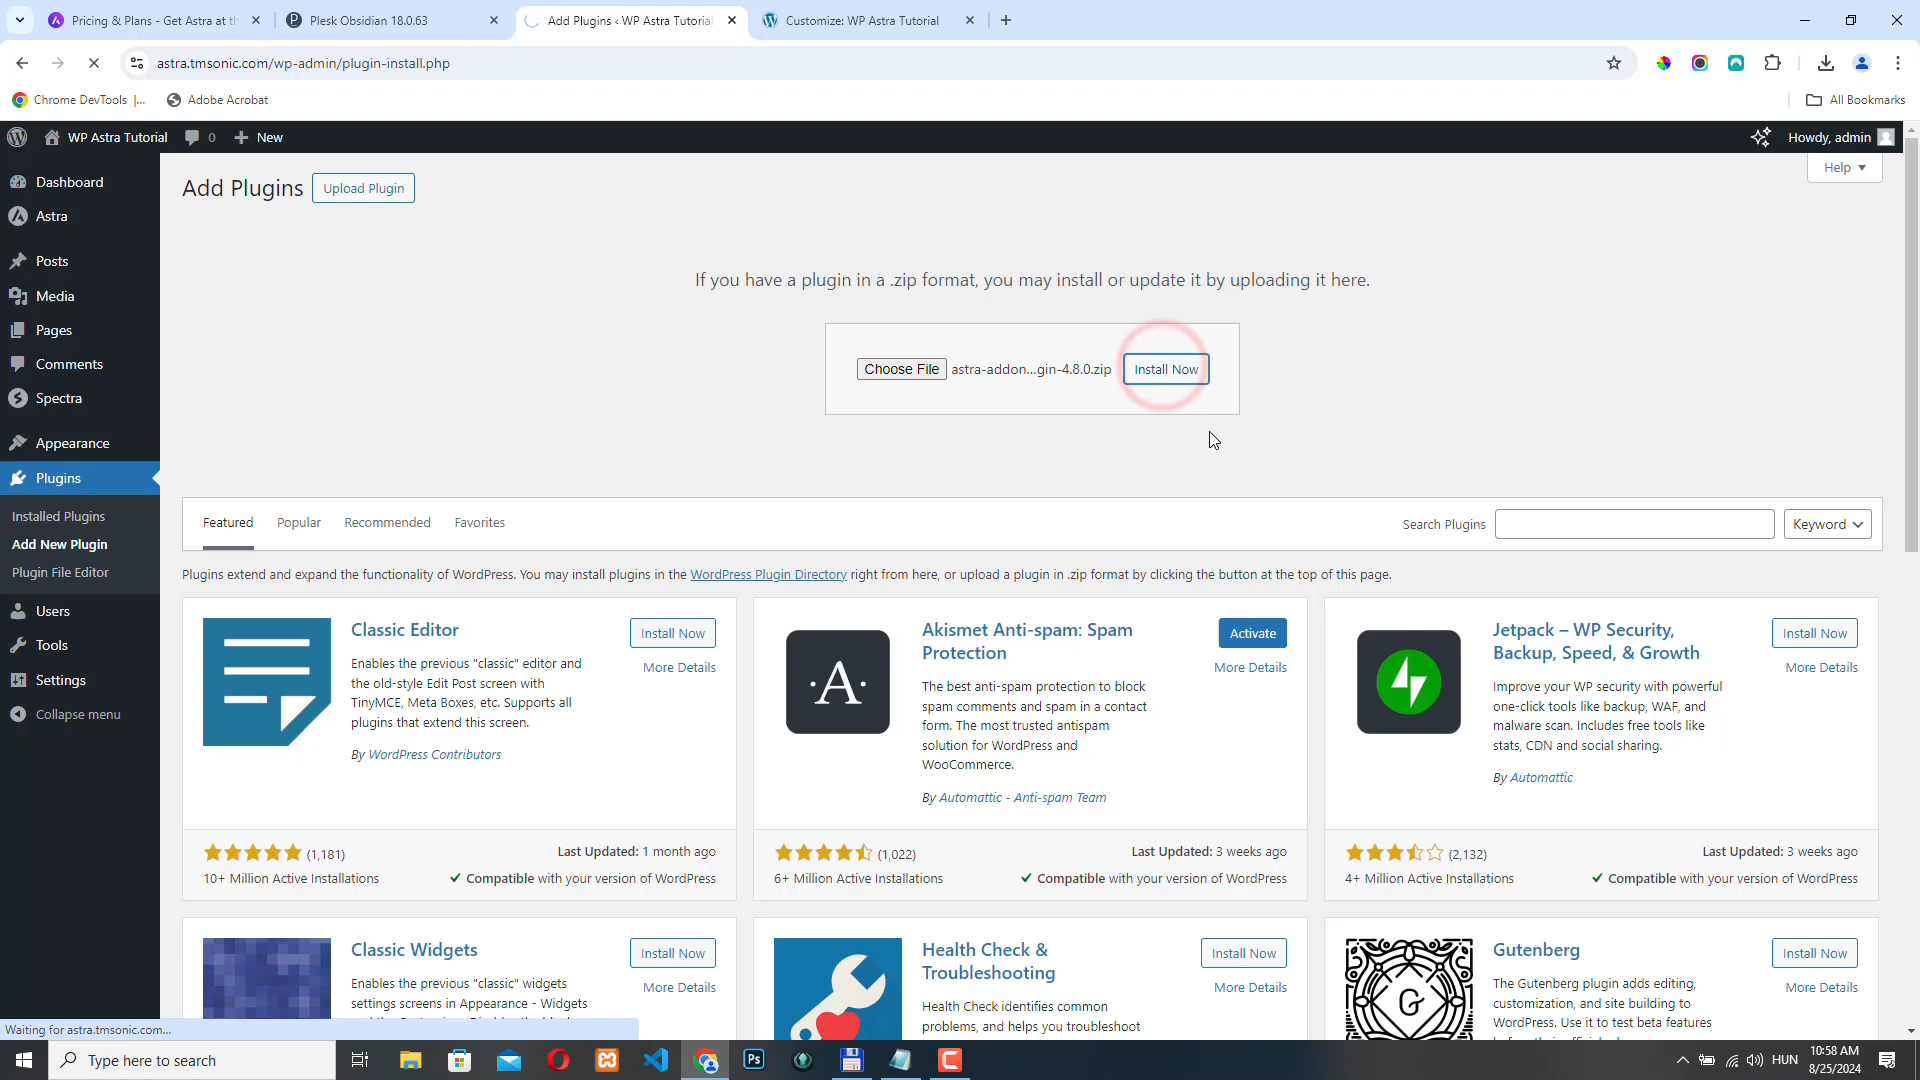 Pricing & Plans - Get Astra at th
Plesk Obsidian 18.0.63
Add Plugins ‹ WP Astra Tutorial
Customize: WP Astra Tutorial
astra.tmsonic.com/wp-admin/plugin-install.php
Chrome DevTools |...
Adobe Acrobat
All Bookmarks
WP Astra Tutorial
0
New
Howdy, admin
Dashboard
Astra
Posts
Media
Pages
Comments
Spectra
Appearance
Plugins
Installed Plugins
Add New Plugin
Plugin File Editor
Users
Tools
Settings
Collapse menu
Help
Add Plugins
Upload Plugin
If you have a plugin in a .zip format, you may install or update it by uploading it here.
Choose File astra-addon...gin-4.8.0.zip
Install Now
Featured
Popular
Recommended
Favorites
Search Plugins
Keyword
Plugins extend and expand the functionality of WordPress. You may install plugins in the WordPress Plugin Directory right from here, or upload a plugin in .zip format by clicking the button at the top of this page.
Classic Editor
Install Now
More Details
Enables the previous "classic" editor and
the old-style Edit Post screen with
TinyMCE, Meta Boxes, etc. Supports all
plugins that extend this screen.
By WordPress Contributors
(1,181)
Last Updated: 1 month ago
10+ Million Active Installations
Compatible with your version of WordPress
·A·
Akismet Anti-spam: Spam
Protection
Activate
More Details
The best anti-spam protection to block
spam comments and spam in a contact
form. The most trusted antispam
solution for WordPress and
WooCommerce.
By Automattic - Anti-spam Team
(1,022)
Last Updated: 3 weeks ago
6+ Million Active Installations
Compatible with your version of WordPress
Jetpack – WP Security,
Backup, Speed, & Growth
Install Now
More Details
Improve your WP security with powerful
one-click tools like backup, WAF, and
malware scan. Includes free tools like
stats, CDN and social sharing.
By Automattic
(2,132)
Last Updated: 3 weeks ago
4+ Million Active Installations
Compatible with your version of WordPress
Classic Widgets
Install Now
More Details
Enables the previous "classic" widgets
settings screens in Appearance - Widgets
Health Check &
Troubleshooting
Install Now
More Details
Health Check identifies common
problems, and helps you troubleshoot
G
Gutenberg
Install Now
More Details
The Gutenberg plugin adds editing,
customization, and site building to
WordPress. Use it to test beta features
Waiting for astra.tmsonic.com...
Type here to search
Ps
HUN
10:58 AM
8/25/2024